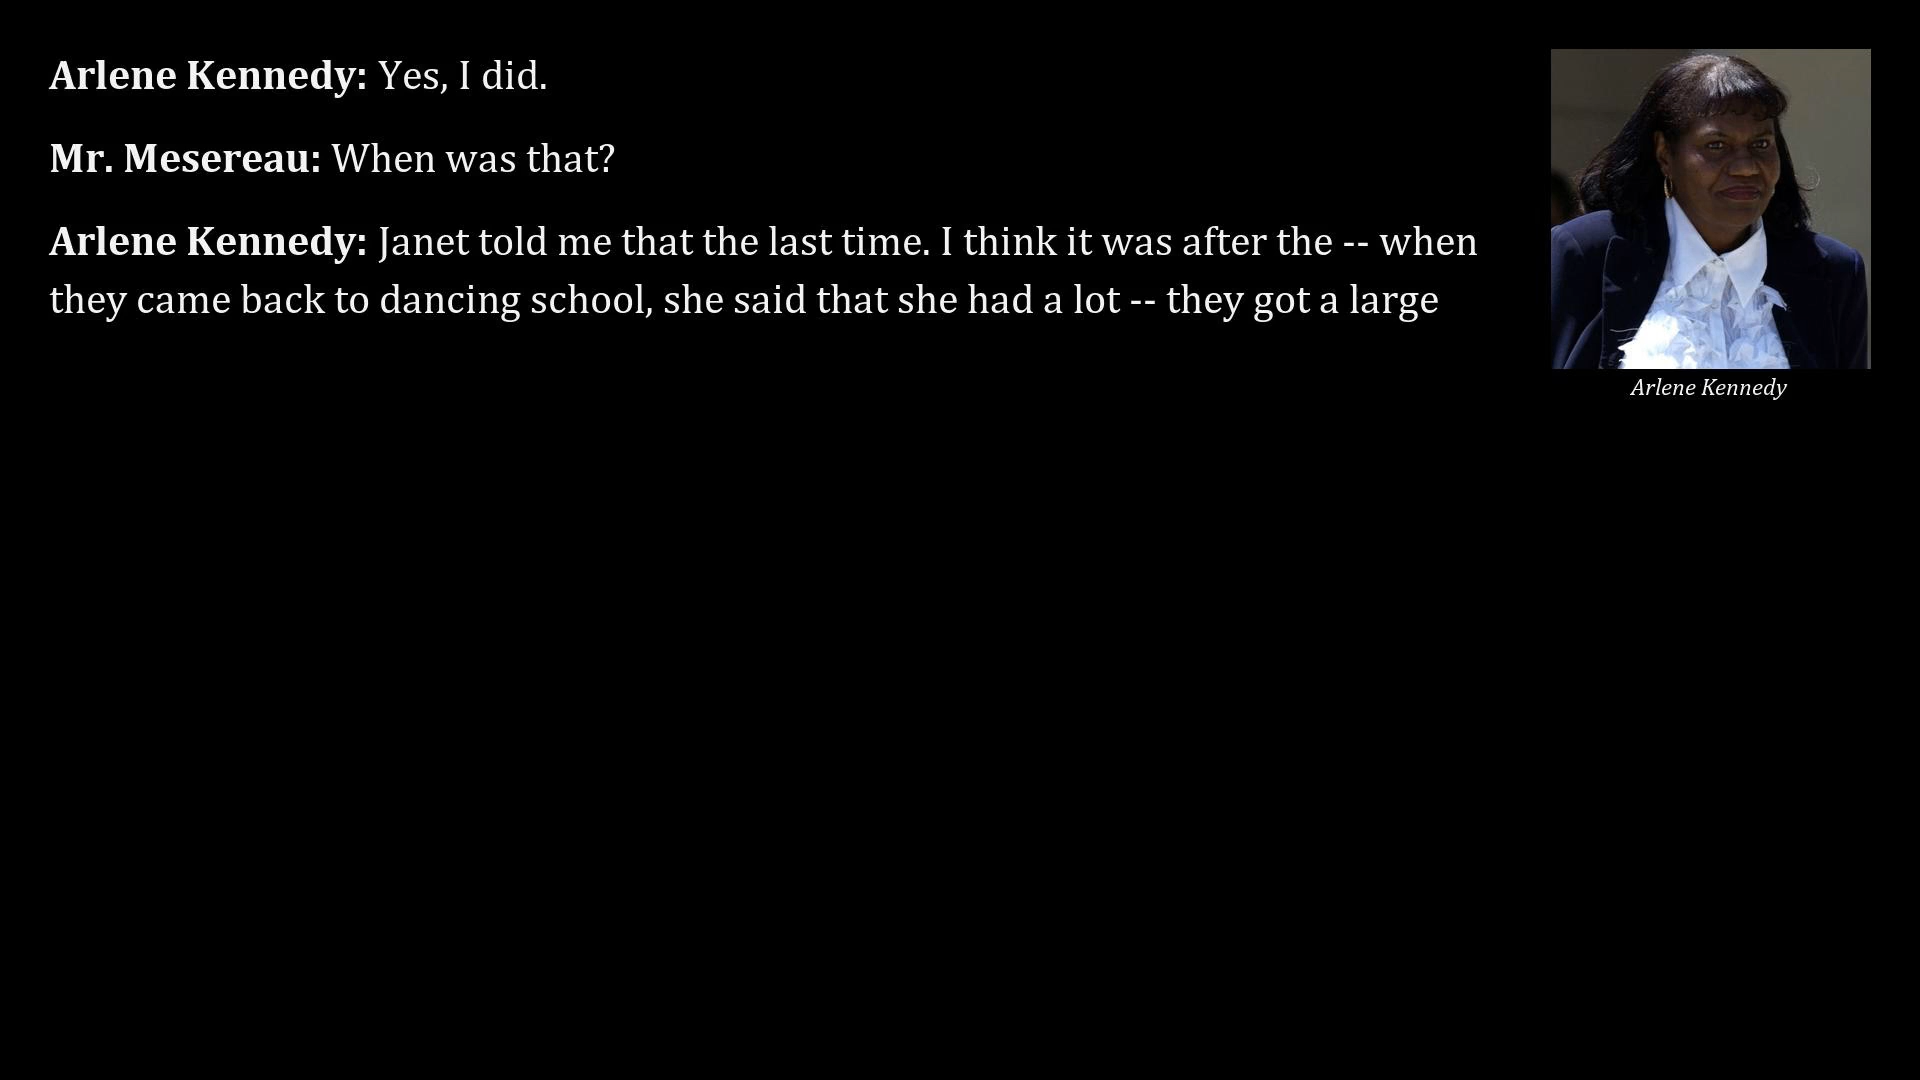 Arlene Kennedy: Yes, I did.
Mr. Mesereau: When was that?
Arlene Kennedy: Janet told me that the last time. I think it was after the -- when
they came back to dancing school, she said that she had a lot -- they got a large
Arlene Kennedy